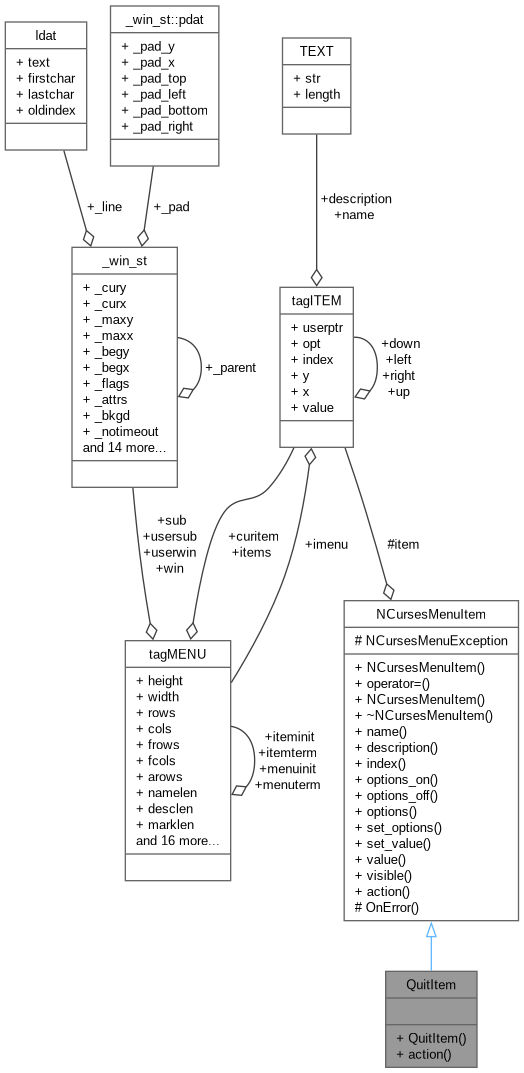 ldat
+ text
+ firstchar
+ lastchar
+ oldindex
_win_st::pdat
+ _pad_y
+ _pad_x
+ _pad_top
+ _pad_left
+ _pad_bottom
+ _pad_right
TEXT
+ str
+ length
+_line
+_pad
+description
+name
_win_st
+ _cury
+ _curx
+ _maxy
+ _maxx
+ _begy
+ _begx
+ _flags
+ _attrs
+ _bkgd
+ _notimeout
and 14 more...
+_parent
tagITEM
+ userptr
+ opt
+ index
+ y
+ x
+ value
+down
+left
+right
+up
+sub
+usersub
+userwin
+win
+curitem
+items
+imenu
#item
tagMENU
+ height
+ width
+ rows
+ cols
+ frows
+ fcols
+ arows
+ namelen
+ desclen
+ marklen
and 16 more...
+iteminit
+itemterm
+menuinit
+menuterm
NCursesMenuItem
# NCursesMenuException
+ NCursesMenuItem()
+ operator=()
+ NCursesMenuItem()
+ ~NCursesMenuItem()
+ name()
+ description()
+ index()
+ options_on()
+ options_off()
+ options()
+ set_options()
+ set_value()
+ value()
+ visible()
+ action()
# OnError()
QuitItem
+ QuitItem()
+ action()